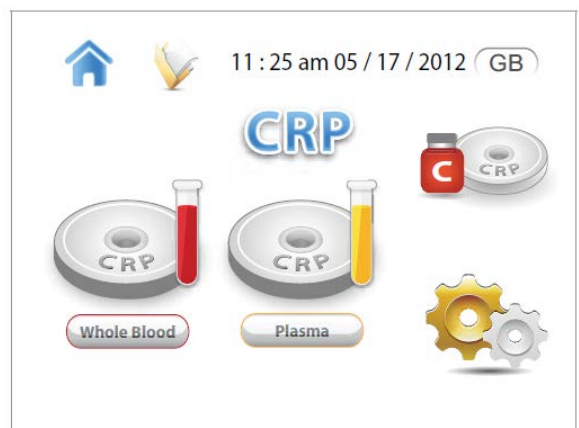 11 : 25 am 05 / 17 / 2012 GB
CRP
C CRP
CRP CRP
Whole Blood Plasma